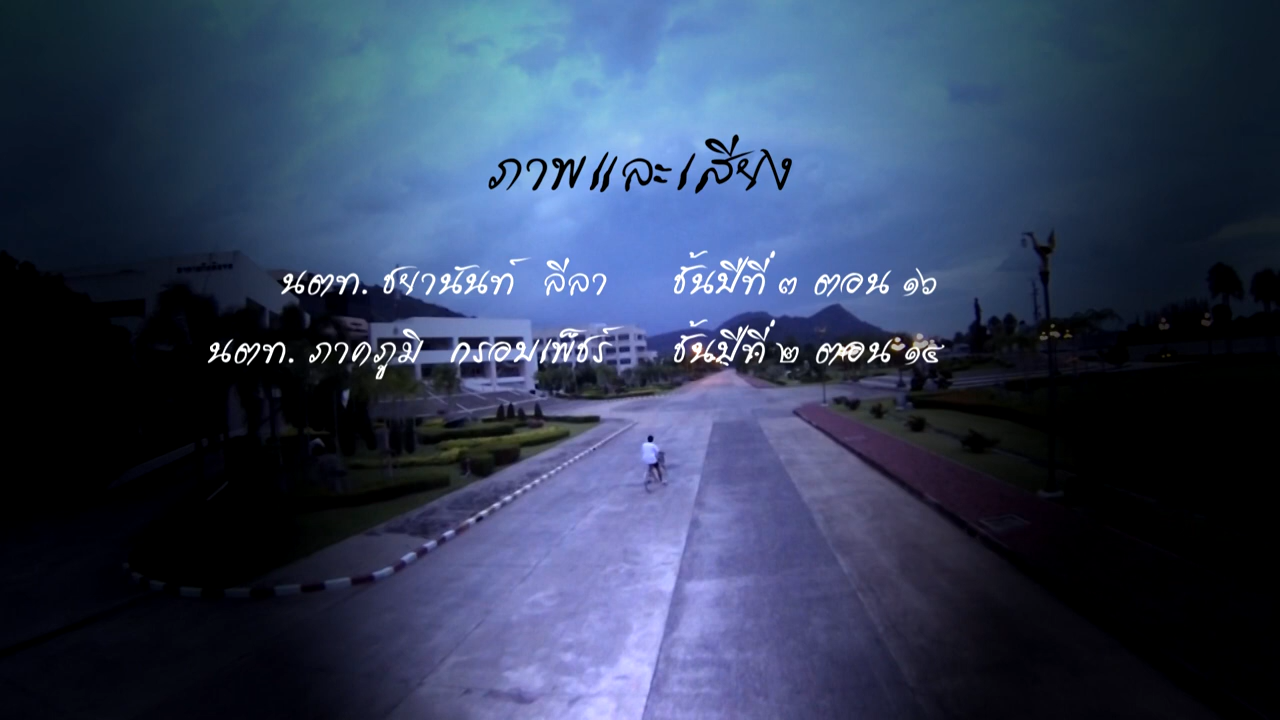 ภาพและเสียง
นตท. ชยานันท์ ลีลา ชั้นปีที่ ๓ ตอน ๑๖
นตท. ภาคภูมิ กรอบเพ็ชร์ ชั้นปีที่ ๒ ตอน ๑๕